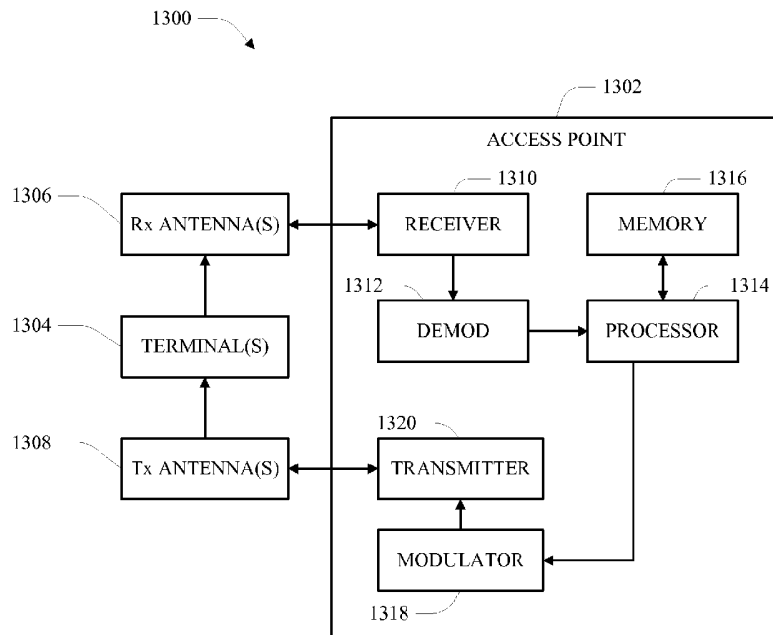 1300
1302
ACCESS POINT
1306
1310
1316
Rx ANTENNA(S)
RECEIVER
MEMORY
1312
1314
1304
TERMINAL(S)
DEMOD
PROCESSOR
1308
1320
Tx ANTENNA(S)
TRANSMITTER
MODULATOR
1318